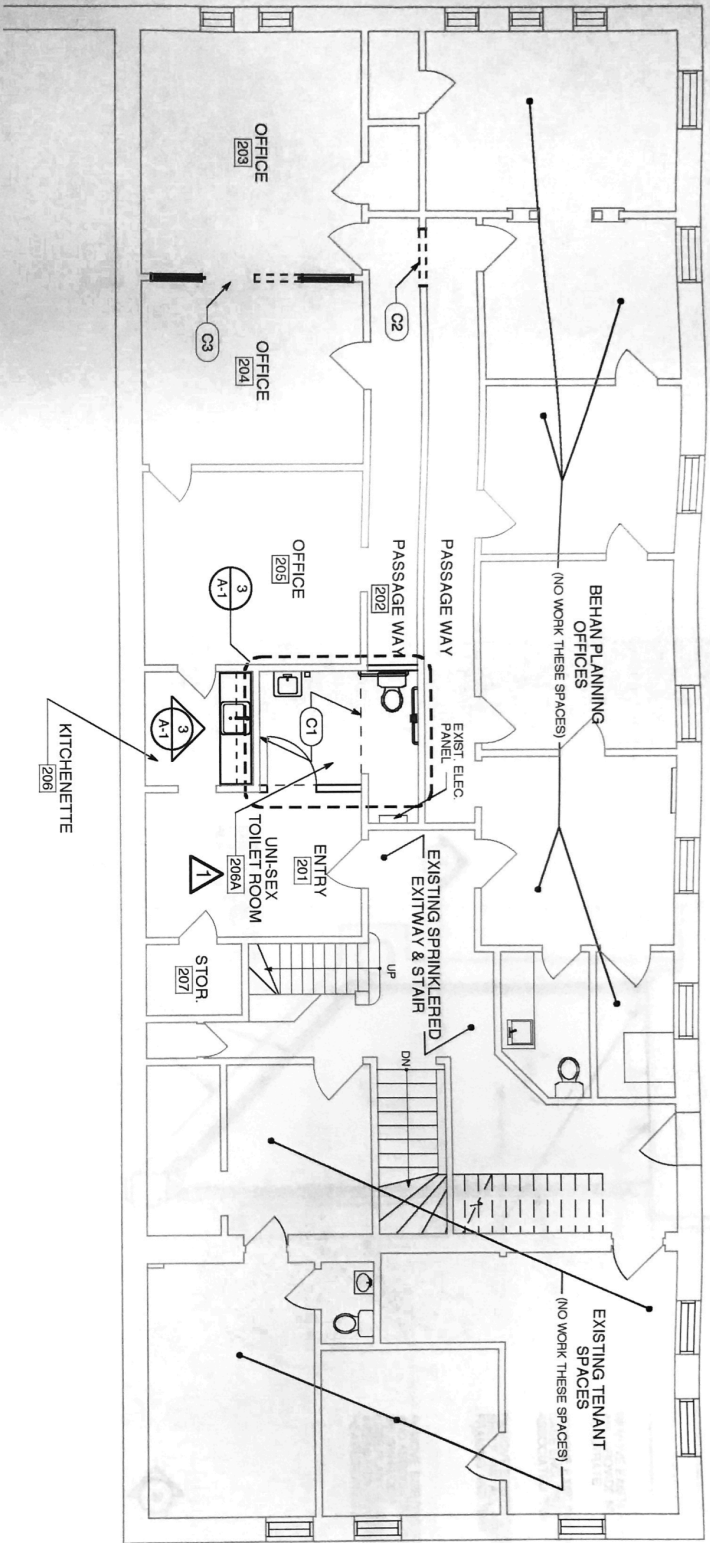 BEHAN PLANNING
OFFICES
(NO WORK THESE SPACES)
EXISTING TENANT
SPACES
(NO WORK THESE SPACES)
PASSAGE WAY
PASSAGE WAY
202
C2
EXIST. ELEC.
PANEL
EXISTING SPRINKLERED
EXITWAY & STAIR
UP
DN
OFFICE
203
OFFICE
204
C3
OFFICE
205
3
A-1
C1
3
A-1
ENTRY
201
UNI-SEX
TOILET ROOM
206A
1
STOR.
207
KITCHENETTE
206